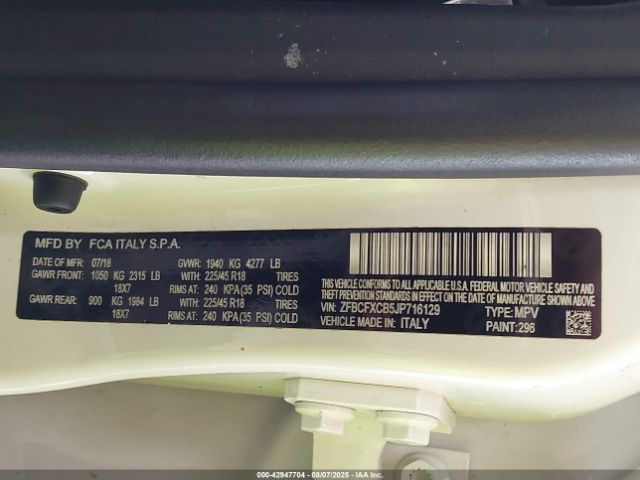 MFD BY FCA ITALY S.P.A.
DATE OF MFR: 07/18 GVWR: 1940 KG 4277 LB
GAWR FRONT: 1050 KG 2315 LB WITH: 225/45 R18 TIRES
18X7 RIMS AT: 240 KPA(35 PSI) COLD
GAWR REAR: 900 KG 1984 LB WITH: 225/45 R18 TIRES
18X7 RIMS AT: 240 KPA(35 PSI) COLD
THIS VEHICLE CONFORMS TO ALL
APPLICABLE U.S.A. FEDERAL MOTOR VEHICLE SAFETY,
BUMPER, AND THEFT PREVENTION STANDARDS IN
EFFECT ON THE DATE OF MANUFACTURE SHOWN ABOVE.
VIN: ZFBCFXCB5JP716129 TYPE: MPV
VEHICLE MADE IN: ITALY PAINT: 296
000-42947704 | 08/07/2025 - IAA